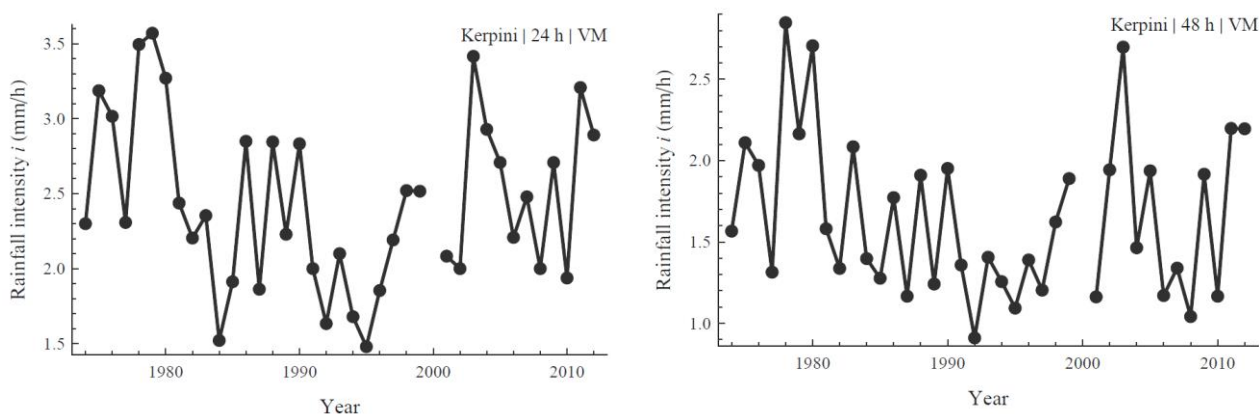 Kerpini | 24 h | VM
Rainfall intensity i (mm/h)
3.5
3.0
2.5
2.0
1.5
1980
1990
2000
2010
Year
Kerpini | 48 h | VM
Rainfall intensity i (mm/h)
2.5
2.0
1.5
1.0
1980
1990
2000
2010
Year